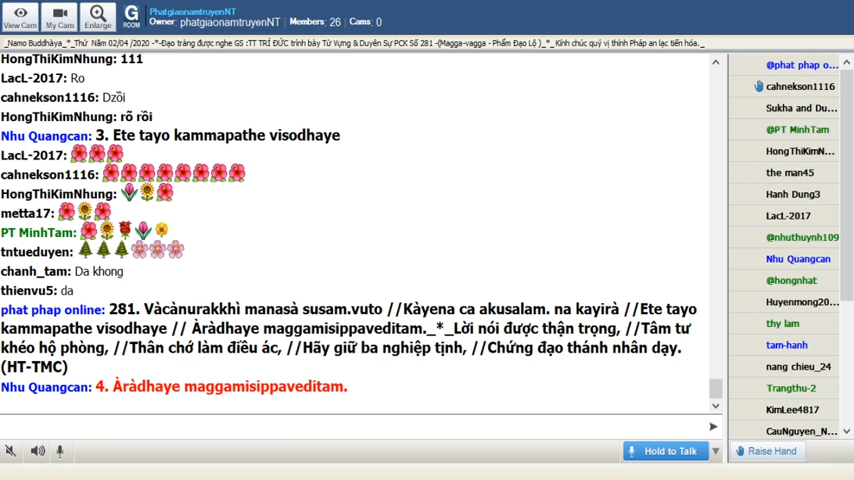 View Cam
My Cam
Enlarge
G
ROOM
PhatgiaonamtruyenNT
Owner: phatgiaonamtruyenNT | Members: 26 | Cams: 0
_Namo Buddhàya_*_Thứ Năm 02/04 /2020 -*-Đạo tràng được nghe GS :TT TRÍ ĐỨC trình bày Từ Vựng & Duyên Sự PCK Số 281 -(Magga-vagga - Phẩm Đạo Lộ )_*_ Kính chúc quý vị thính Pháp an lạc tiến hóa._
HongThiKimNhung: 111
LacL-2017: Ro
cahnekson1116: Dzồi
HongThiKimNhung: rõ rồi
Nhu Quangcan: 3. Ete tayo kammapathe visodhaye
LacL-2017:
cahnekson1116:
HongThiKimNhung:
metta17:
PT MinhTam:
tntueduyen:
chanh_tam: Da khong
thienvu5: da
phat phap online: 281. Vàcànurakkhì manasà susam.vuto //Kàyena ca akusalam. na kayirà //Ete tayo
kammapathe visodhaye // Àràdhaye maggamisippaveditam._*_Lời nói được thận trọng, //Tâm tư
khéo hộ phòng, //Thân chớ làm điều ác, //Hãy giữ ba nghiệp tịnh, //Chứng đạo thánh nhân dạy.
(HT-TMC)
Nhu Quangcan: 4. Àràdhaye maggamisippaveditam.
Hold to Talk
@phat phap o...
cahnekson1116
Sukha and Du...
@PT MinhTam
HongThiKimN...
the man45
Hanh Dung3
LacL-2017
@nhuthuynh109
Nhu Quangcan
@hongnhat
Huyenmong20...
thy lam
tam-hanh
nang chieu_24
Trangthu-2
KimLee4817
CauNguyen_N...
Raise Hand